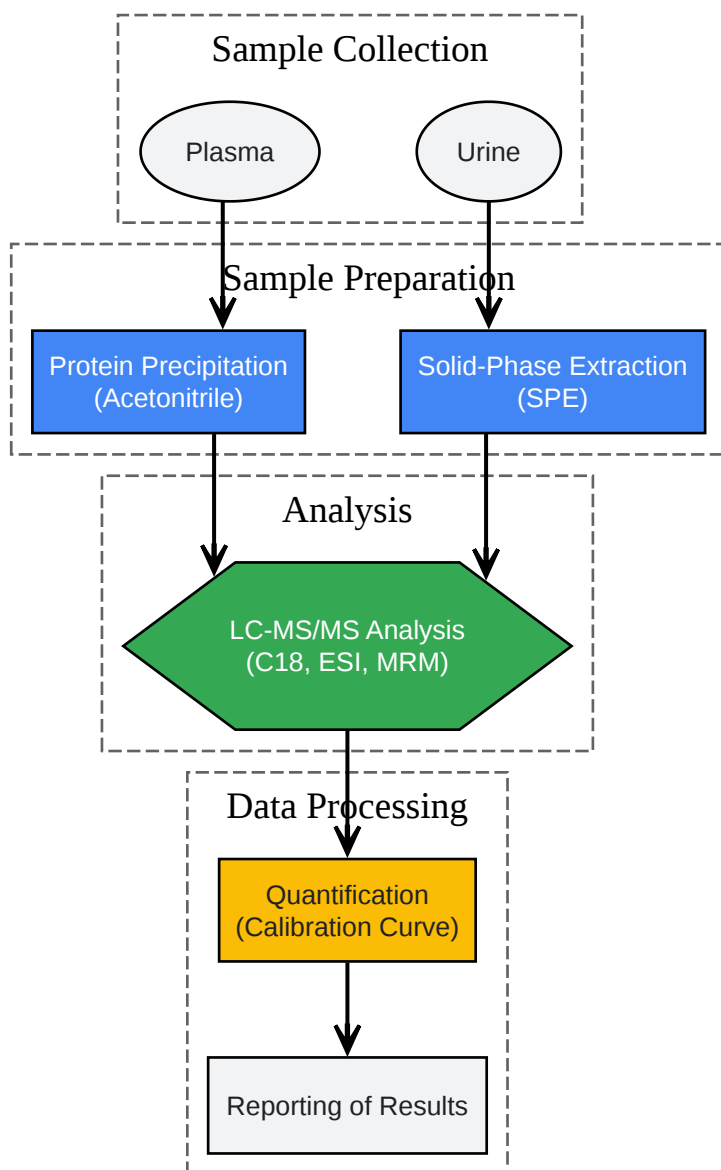 Sample Collection
Plasma
Urine
Sample Preparation
Protein Precipitation
(Acetonitrile)
Solid-Phase Extraction
(SPE)
Analysis
LC-MS/MS Analysis
(C18, ESI, MRM)
Data Processing
Quantification
(Calibration Curve)
Reporting of Results